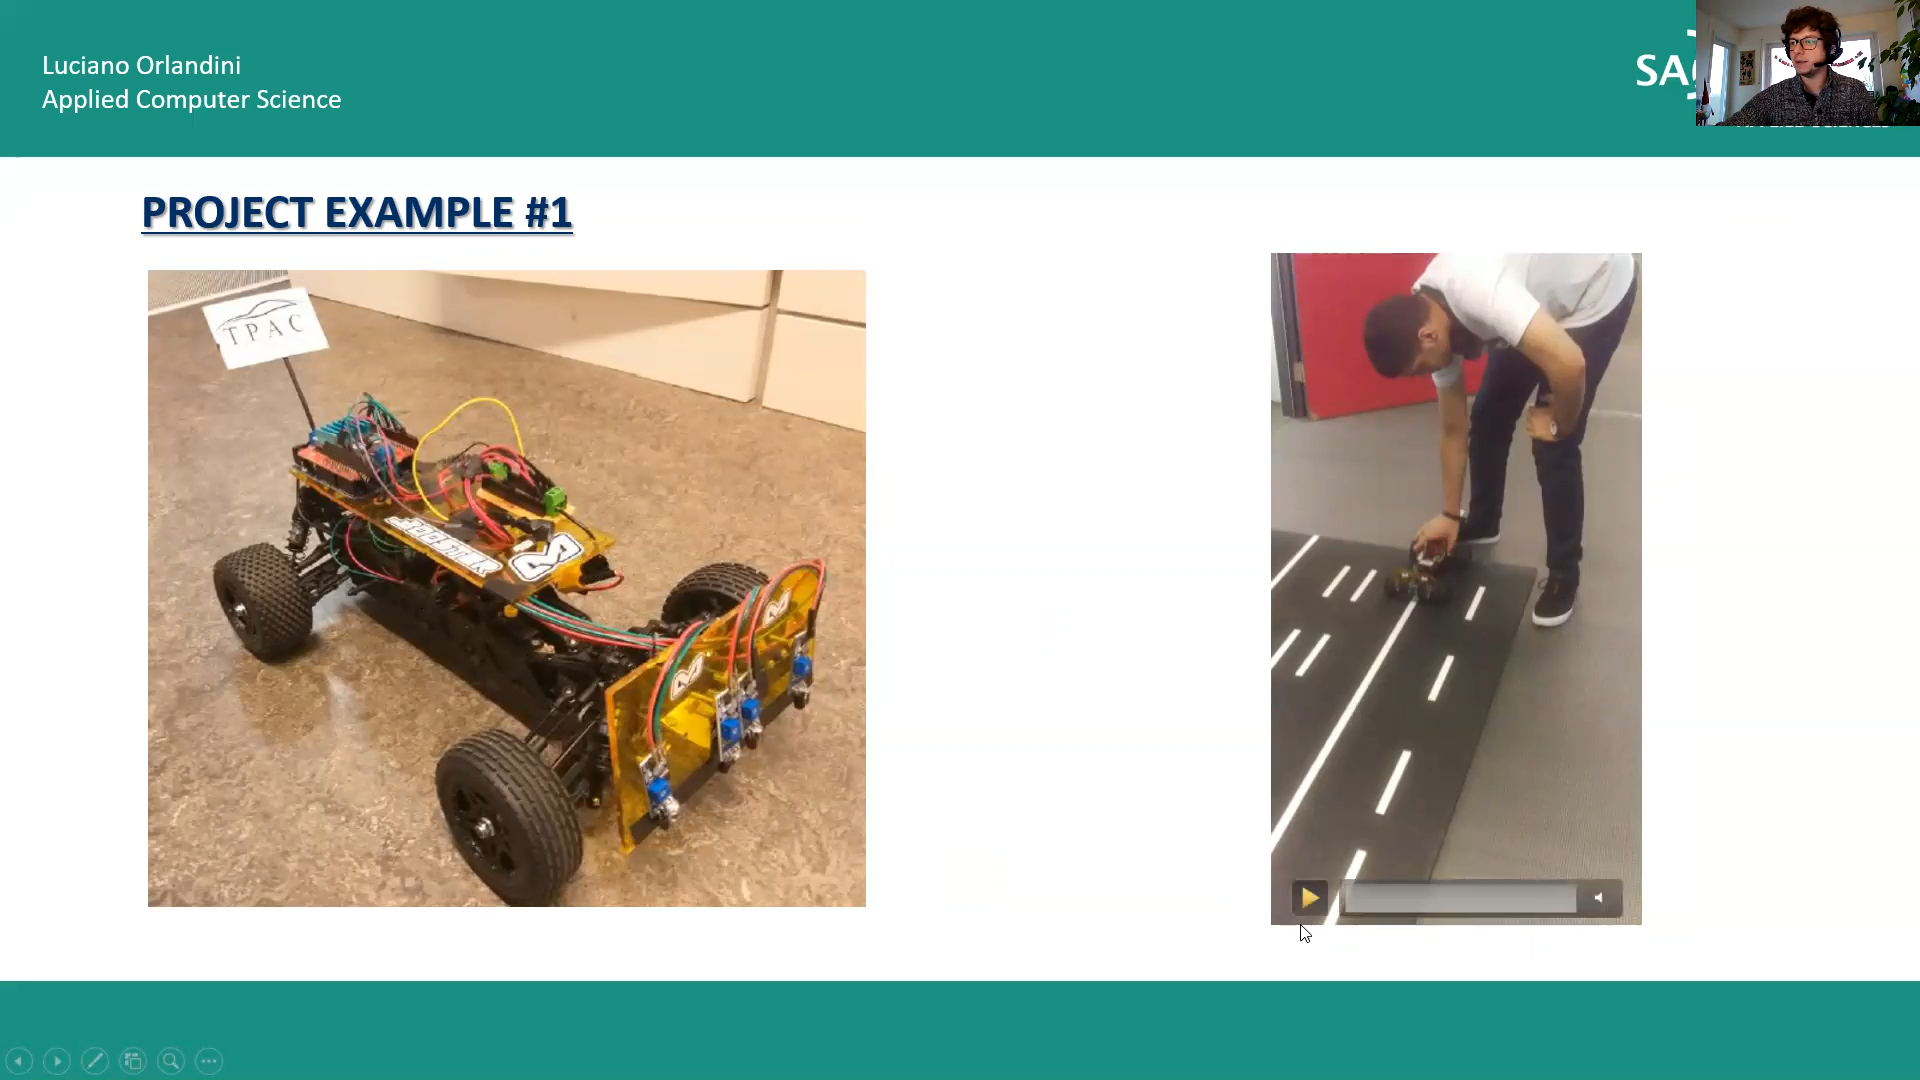 Luciano Orlandini
Applied Computer Science
SA
PROJECT EXAMPLE #1
TPAC